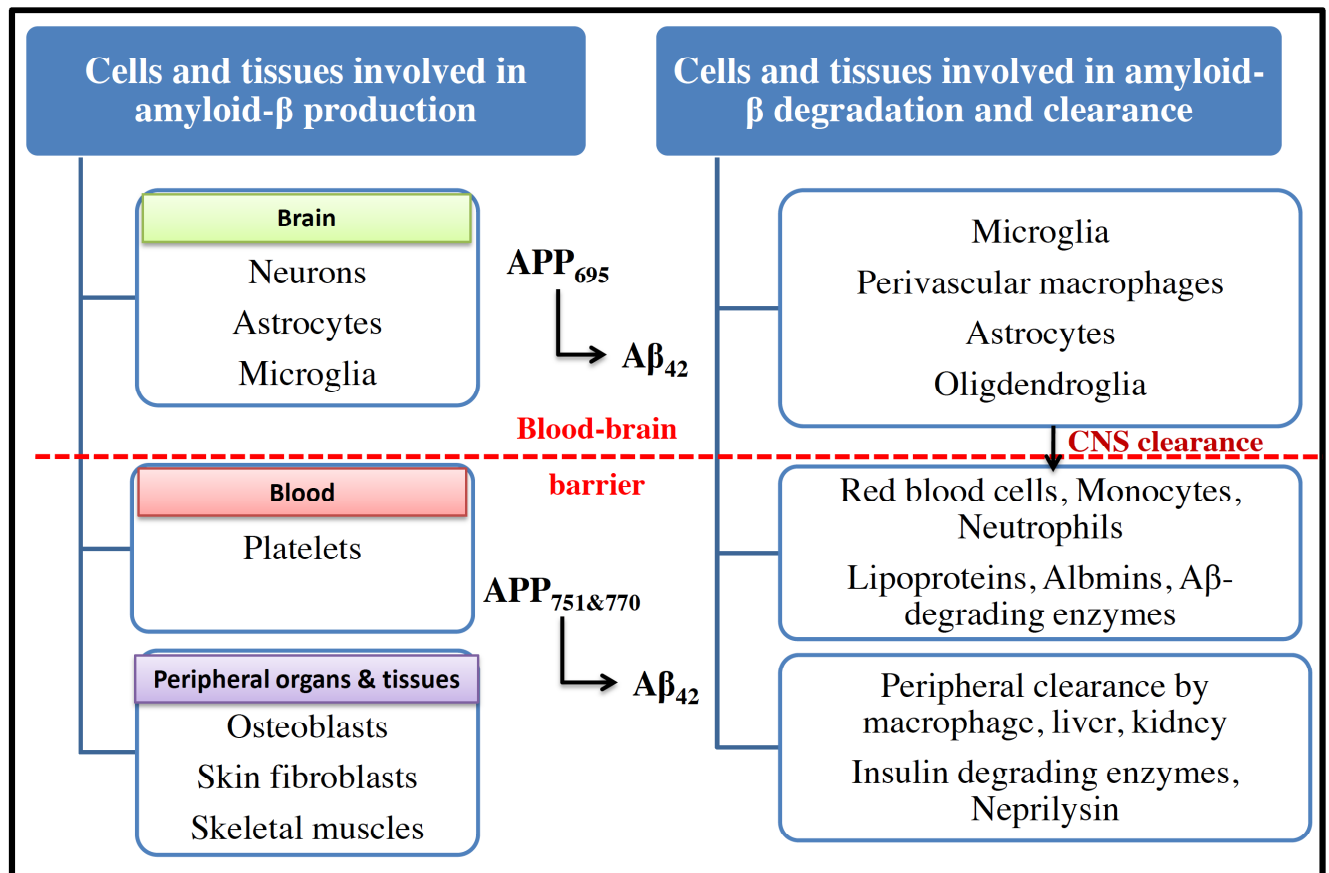 Cells and tissues involved in
amyloid-β production
Brain
Neurons
Astrocytes
Microglia
APP695
Aβ42
Blood-brain
barrier
Blood
Platelets
APP751&770
Aβ42
Peripheral organs & tissues
Osteoblasts
Skin fibroblasts
Skeletal muscles
Cells and tissues involved in amyloid-
β degradation and clearance
Microglia
Perivascular macrophages
Astrocytes
Oligdendroglia
CNS clearance
Red blood cells, Monocytes,
Neutrophils
Lipoproteins, Albmins, Aβ-
degrading enzymes
Peripheral clearance by
macrophage, liver, kidney
Insulin degrading enzymes,
Neprilysin